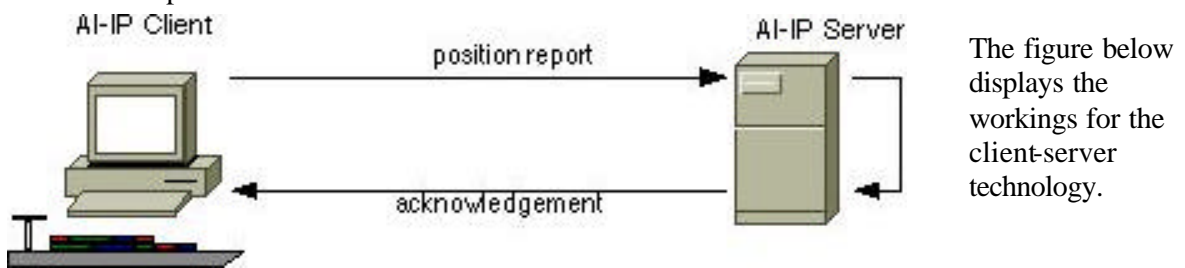 AI-IP Client
AI-IP Server
position report
acknowledgement
The figure below
displays the
workings for the
client-server
technology.